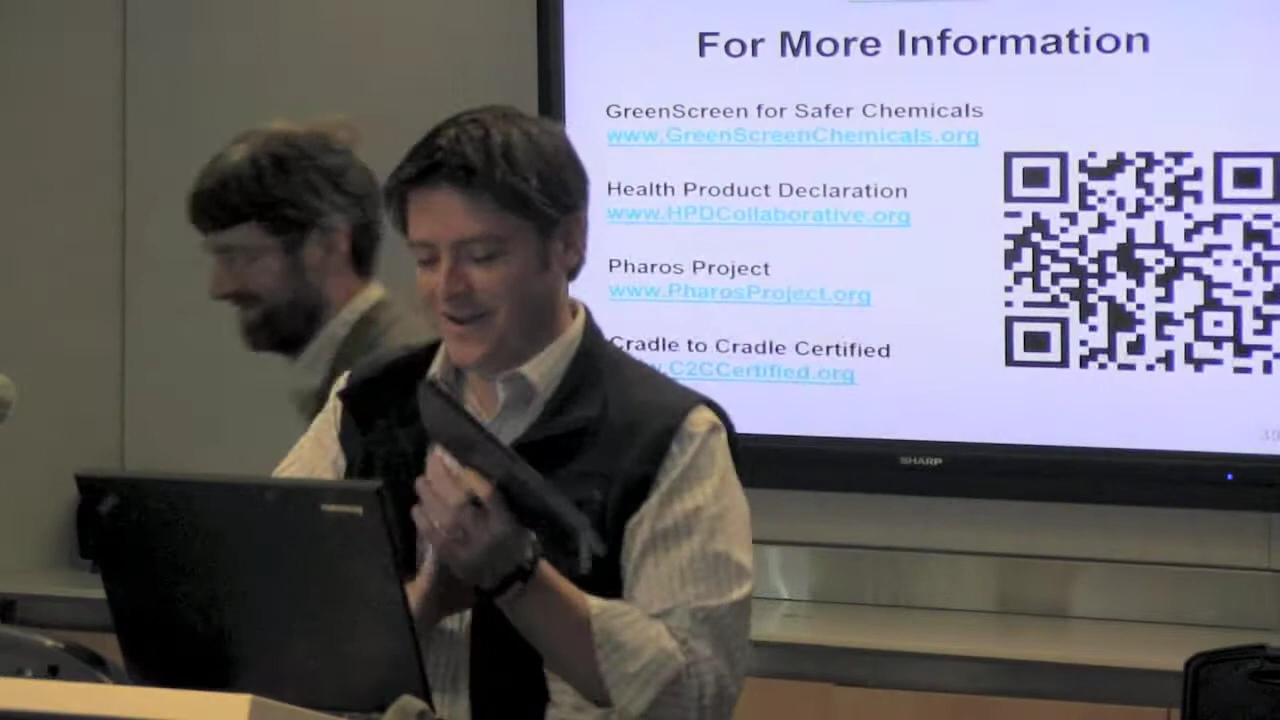 For More Information
GreenScreen for Safer Chemicals
www.GreenScreenChemicals.org
Health Product Declaration
www.HPDCollaborative.org
Pharos Project
www.PharosProject.org
Cradle to Cradle Certified
.C2CCertified.org
SHARP